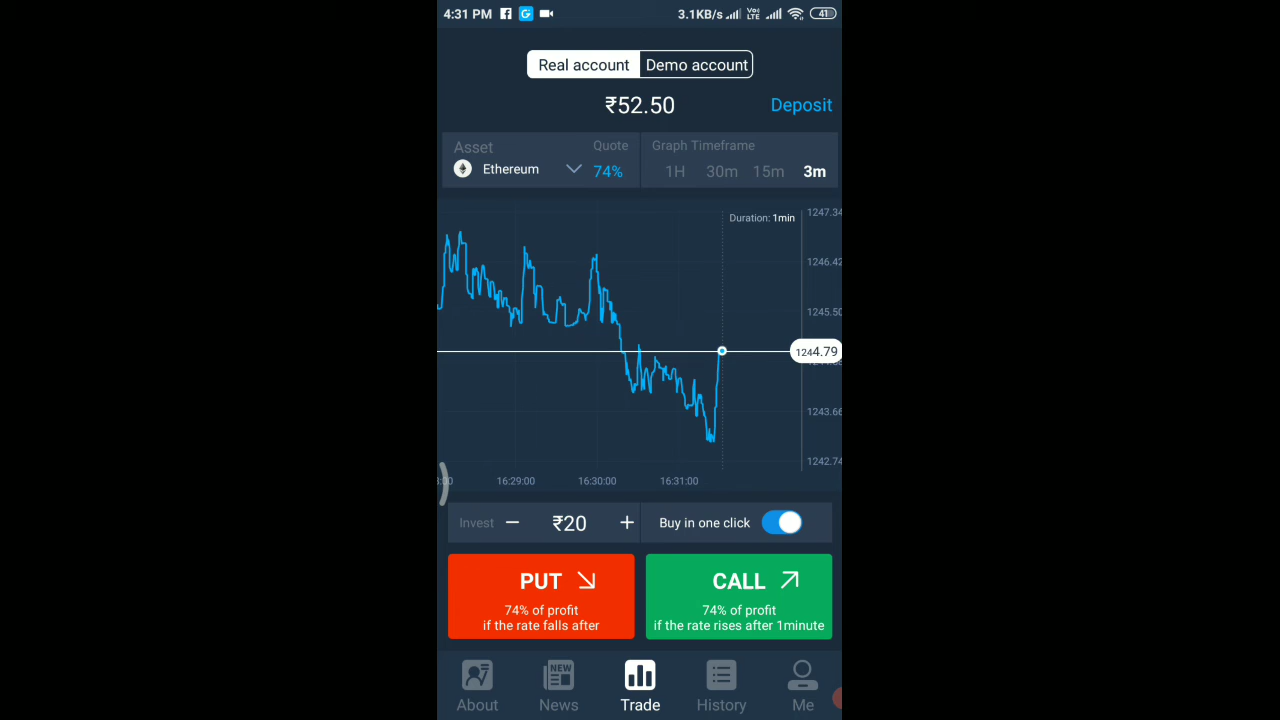 4:31 PM
3.1KB/s
Vo
LTE
41
Real account
Demo account
₹52.50
Deposit
Asset
Quote
Graph Timeframe
Ethereum
74%
1H
30m
15m
3m
Duration: 1min
1247.34
1246.42
1245.50
1244.79
1243.66
1242.74
16:29:00
16:30:00
16:31:00
Invest
₹20
Buy in one click
PUT
74% of profit
if the rate falls after
CALL
74% of profit
if the rate rises after 1minute
NEW
About
News
Trade
History
Me